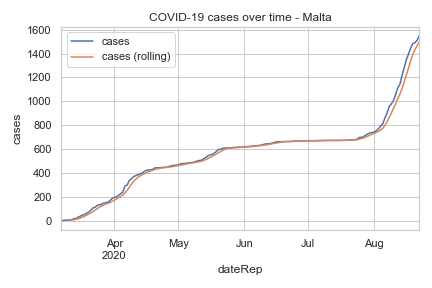 COVID-19 cases over time - Malta
cases
cases (rolling)
1600
1400
1200
1000
800
600
400
200
0
cases
Apr May Jun Jul Aug
2020
dateRep